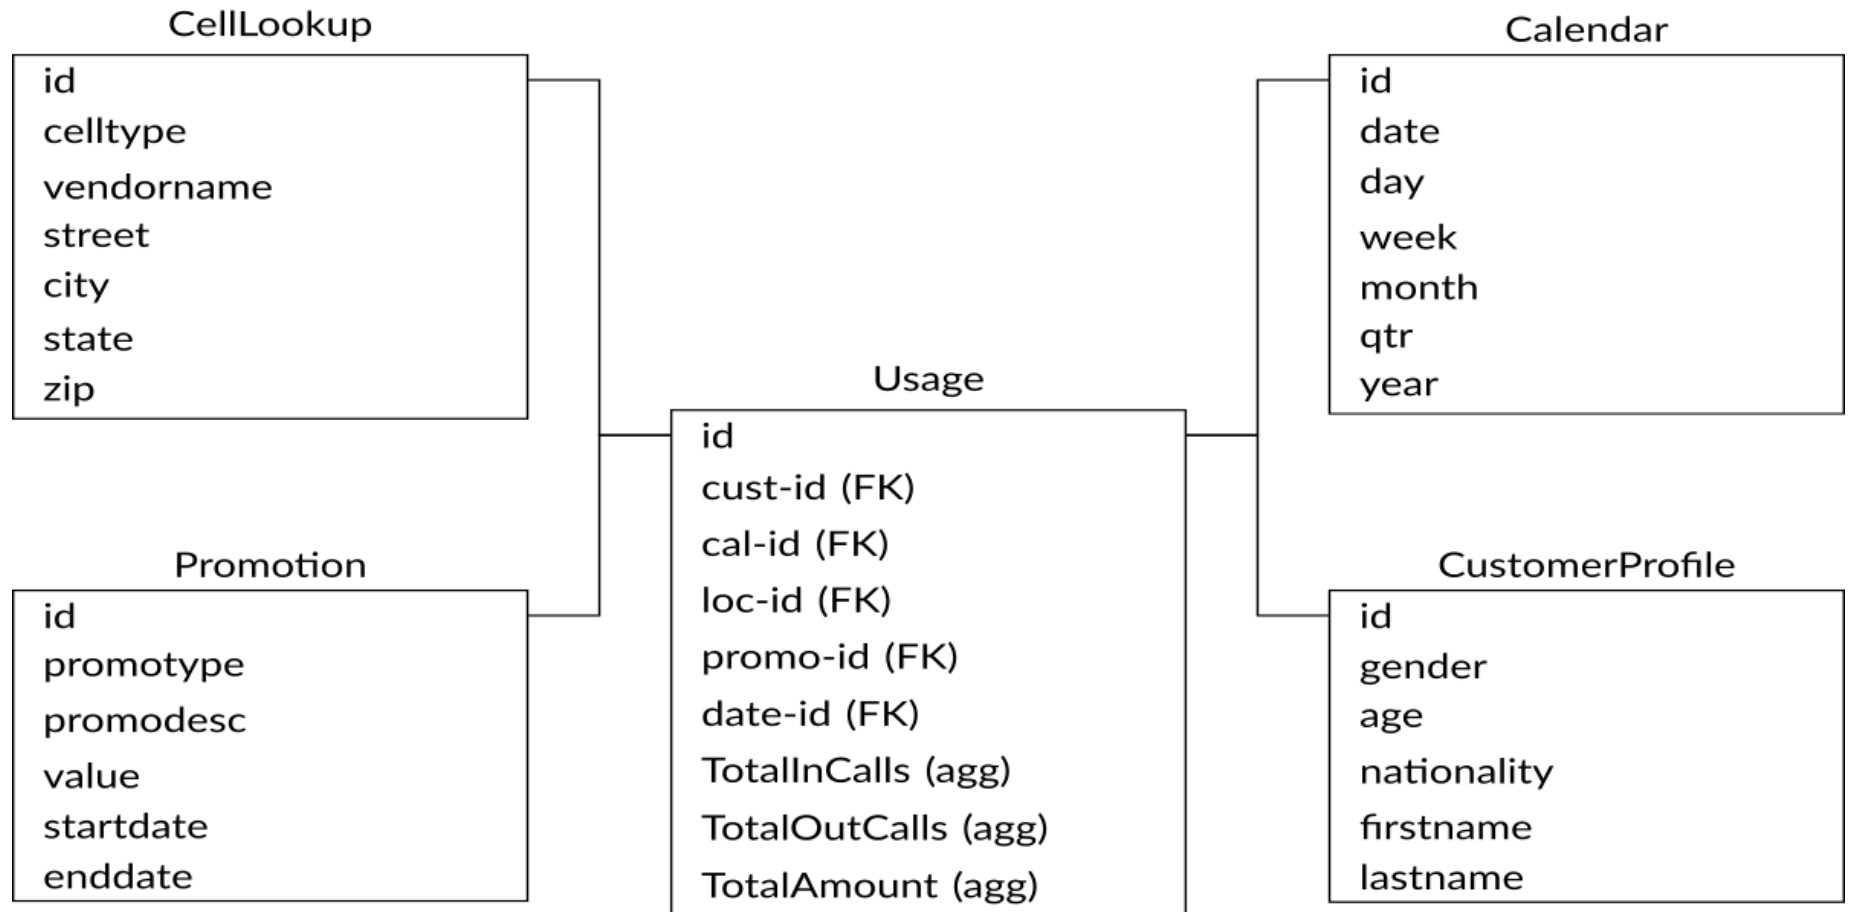 CellLookup
id
celltype
vendorname
street
city
state
zip
Calendar
id
date
day
week
month
qtr
year
Usage
id
cust-id (FK)
cal-id (FK)
loc-id (FK)
promo-id (FK)
date-id (FK)
TotalInCalls (agg)
TotalOutCalls (agg)
TotalAmount (agg)
Promotion
id
promotype
promodesc
value
startdate
enddate
CustomerProfile
id
gender
age
nationality
firstname
lastname